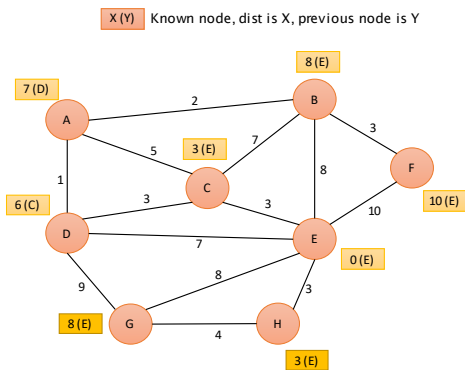 X (Y) Known node, dist is X, previous node is Y
8 (E)
7 (D)
B
2
A
3
7
5
3 (E)
F
8
1
C
3
3
10
10 (E)
6 (C)
D
7
E
0 (E)
9
8
3
8 (E)
G
4
H
3 (E)